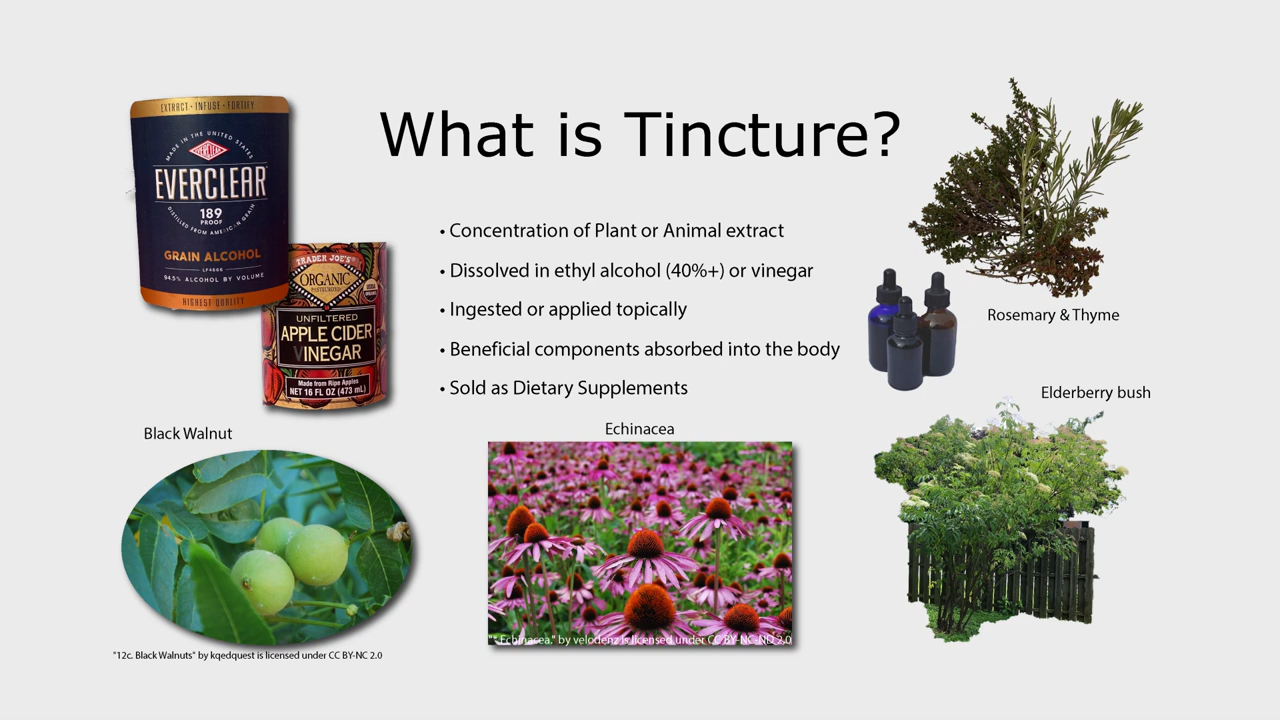 What is Tincture?
• Concentration of Plant or Animal extract
• Dissolved in ethyl alcohol (40%+) or vinegar
• Ingested or applied topically
• Beneficial components absorbed into the body
• Sold as Dietary Supplements
EXTRACT • INFUSE • FORTIFY
MADE IN THE UNITED STATES
EVERCLEAR
189
PROOF
DISTILLED FROM AMERICAN GRAIN
GRAIN ALCOHOL
94.5% ALCOHOL BY VOLUME
HIGHEST QUALITY
TRADER JOE'S®
ORGANIC
PASTEURIZED
USDA
ORGANIC
UNFILTERED
APPLE CIDER
VINEGAR
Made from Ripe Apples
NET 16 FL OZ (473 mL)
Rosemary & Thyme
Elderberry bush
Black Walnut
Echinacea
"12c. Black Walnuts" by kqedquest is licensed under CC BY-NC 2.0
"* Echinacea." by velodenz is licensed under CC BY-NC-ND 2.0